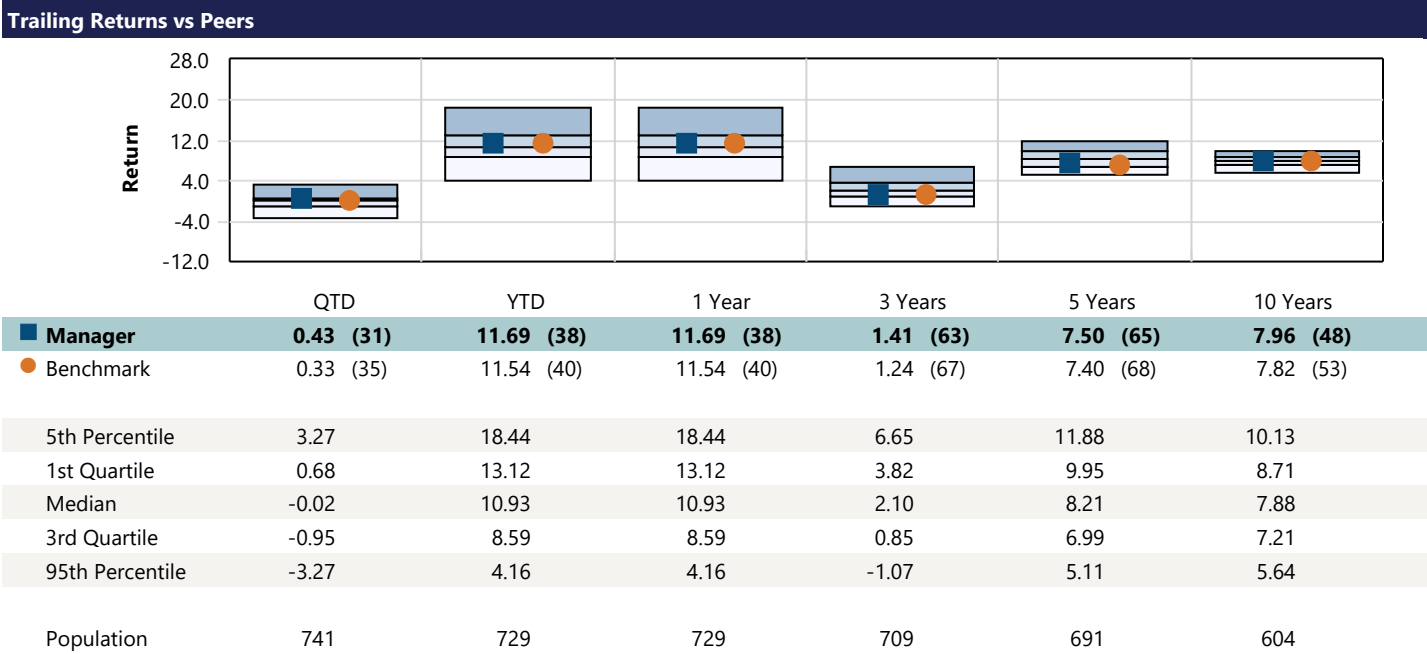 Trailing Returns vs Peers
28.0
20.0
12.0
4.0
-4.0
-12.0
Return
QTD YTD 1 Year 3 Years 5 Years 10 Years
Manager 0.43 (31) 11.69 (38) 11.69 (38) 1.41 (63) 7.50 (65) 7.96 (48)
Benchmark 0.33 (35) 11.54 (40) 11.54 (40) 1.24 (67) 7.40 (68) 7.82 (53)
5th Percentile 3.27 18.44 18.44 6.65 11.88 10.13
1st Quartile 0.68 13.12 13.12 3.82 9.95 8.71
Median -0.02 10.93 10.93 2.10 8.21 7.88
3rd Quartile -0.95 8.59 8.59 0.85 6.99 7.21
95th Percentile -3.27 4.16 4.16 -1.07 5.11 5.64
Population 741 729 729 709 691 604